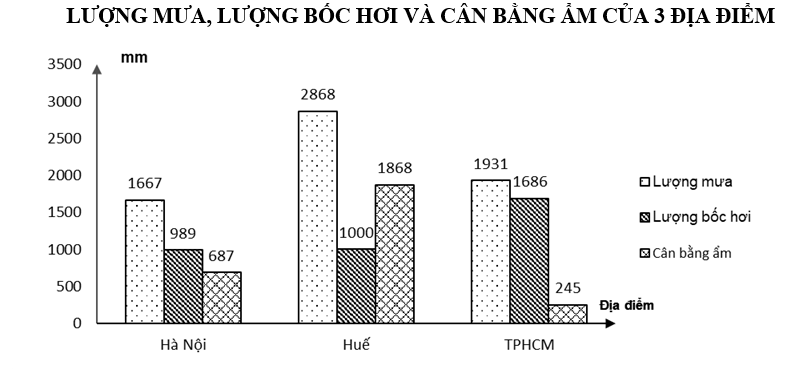 LƯỢNG MƯA, LƯỢNG BỐC HƠI VÀ CÂN BẰNG ẨM CỦA 3 ĐỊA ĐIỂM
mm
3500
3000
2500
2000
1500
1000
500
0
1667
989
687
2868
1000
1868
1931
1686
245
Địa điểm
Hà Nội
Huế
TPHCM
Lượng mưa
Lượng bốc hơi
Cân bằng ẩm